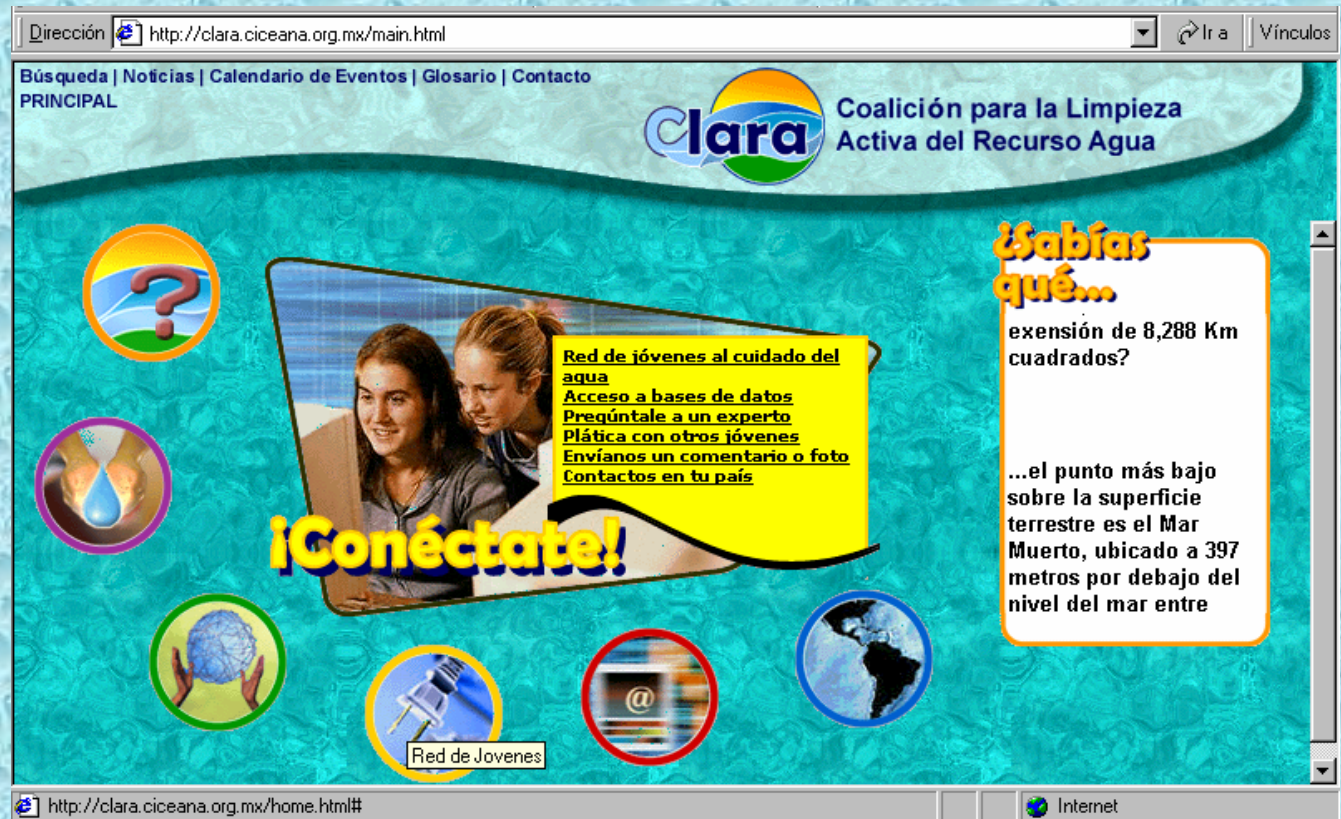 Dirección http://clara.ciceana.org.mx/main.html Ir a Vínculos
Búsqueda | Noticias | Calendario de Eventos | Glosario | Contacto
PRINCIPAL
Clara
Coalición para la Limpieza
Activa del Recurso Agua
¿Sabías
qué...
exensión de 8,288 Km
cuadrados?
...el punto más bajo
sobre la superficie
terrestre es el Mar
Muerto, ubicado a 397
metros por debajo del
nivel del mar entre
?
Red de jóvenes al cuidado del
agua
Acceso a bases de datos
Pregúntale a un experto
Plática con otros jóvenes
Envíanos un comentario o foto
Contactos en tu país
¡Conéctate!
@
Red de Jovenes
http://clara.ciceana.org.mx/home.html# Internet